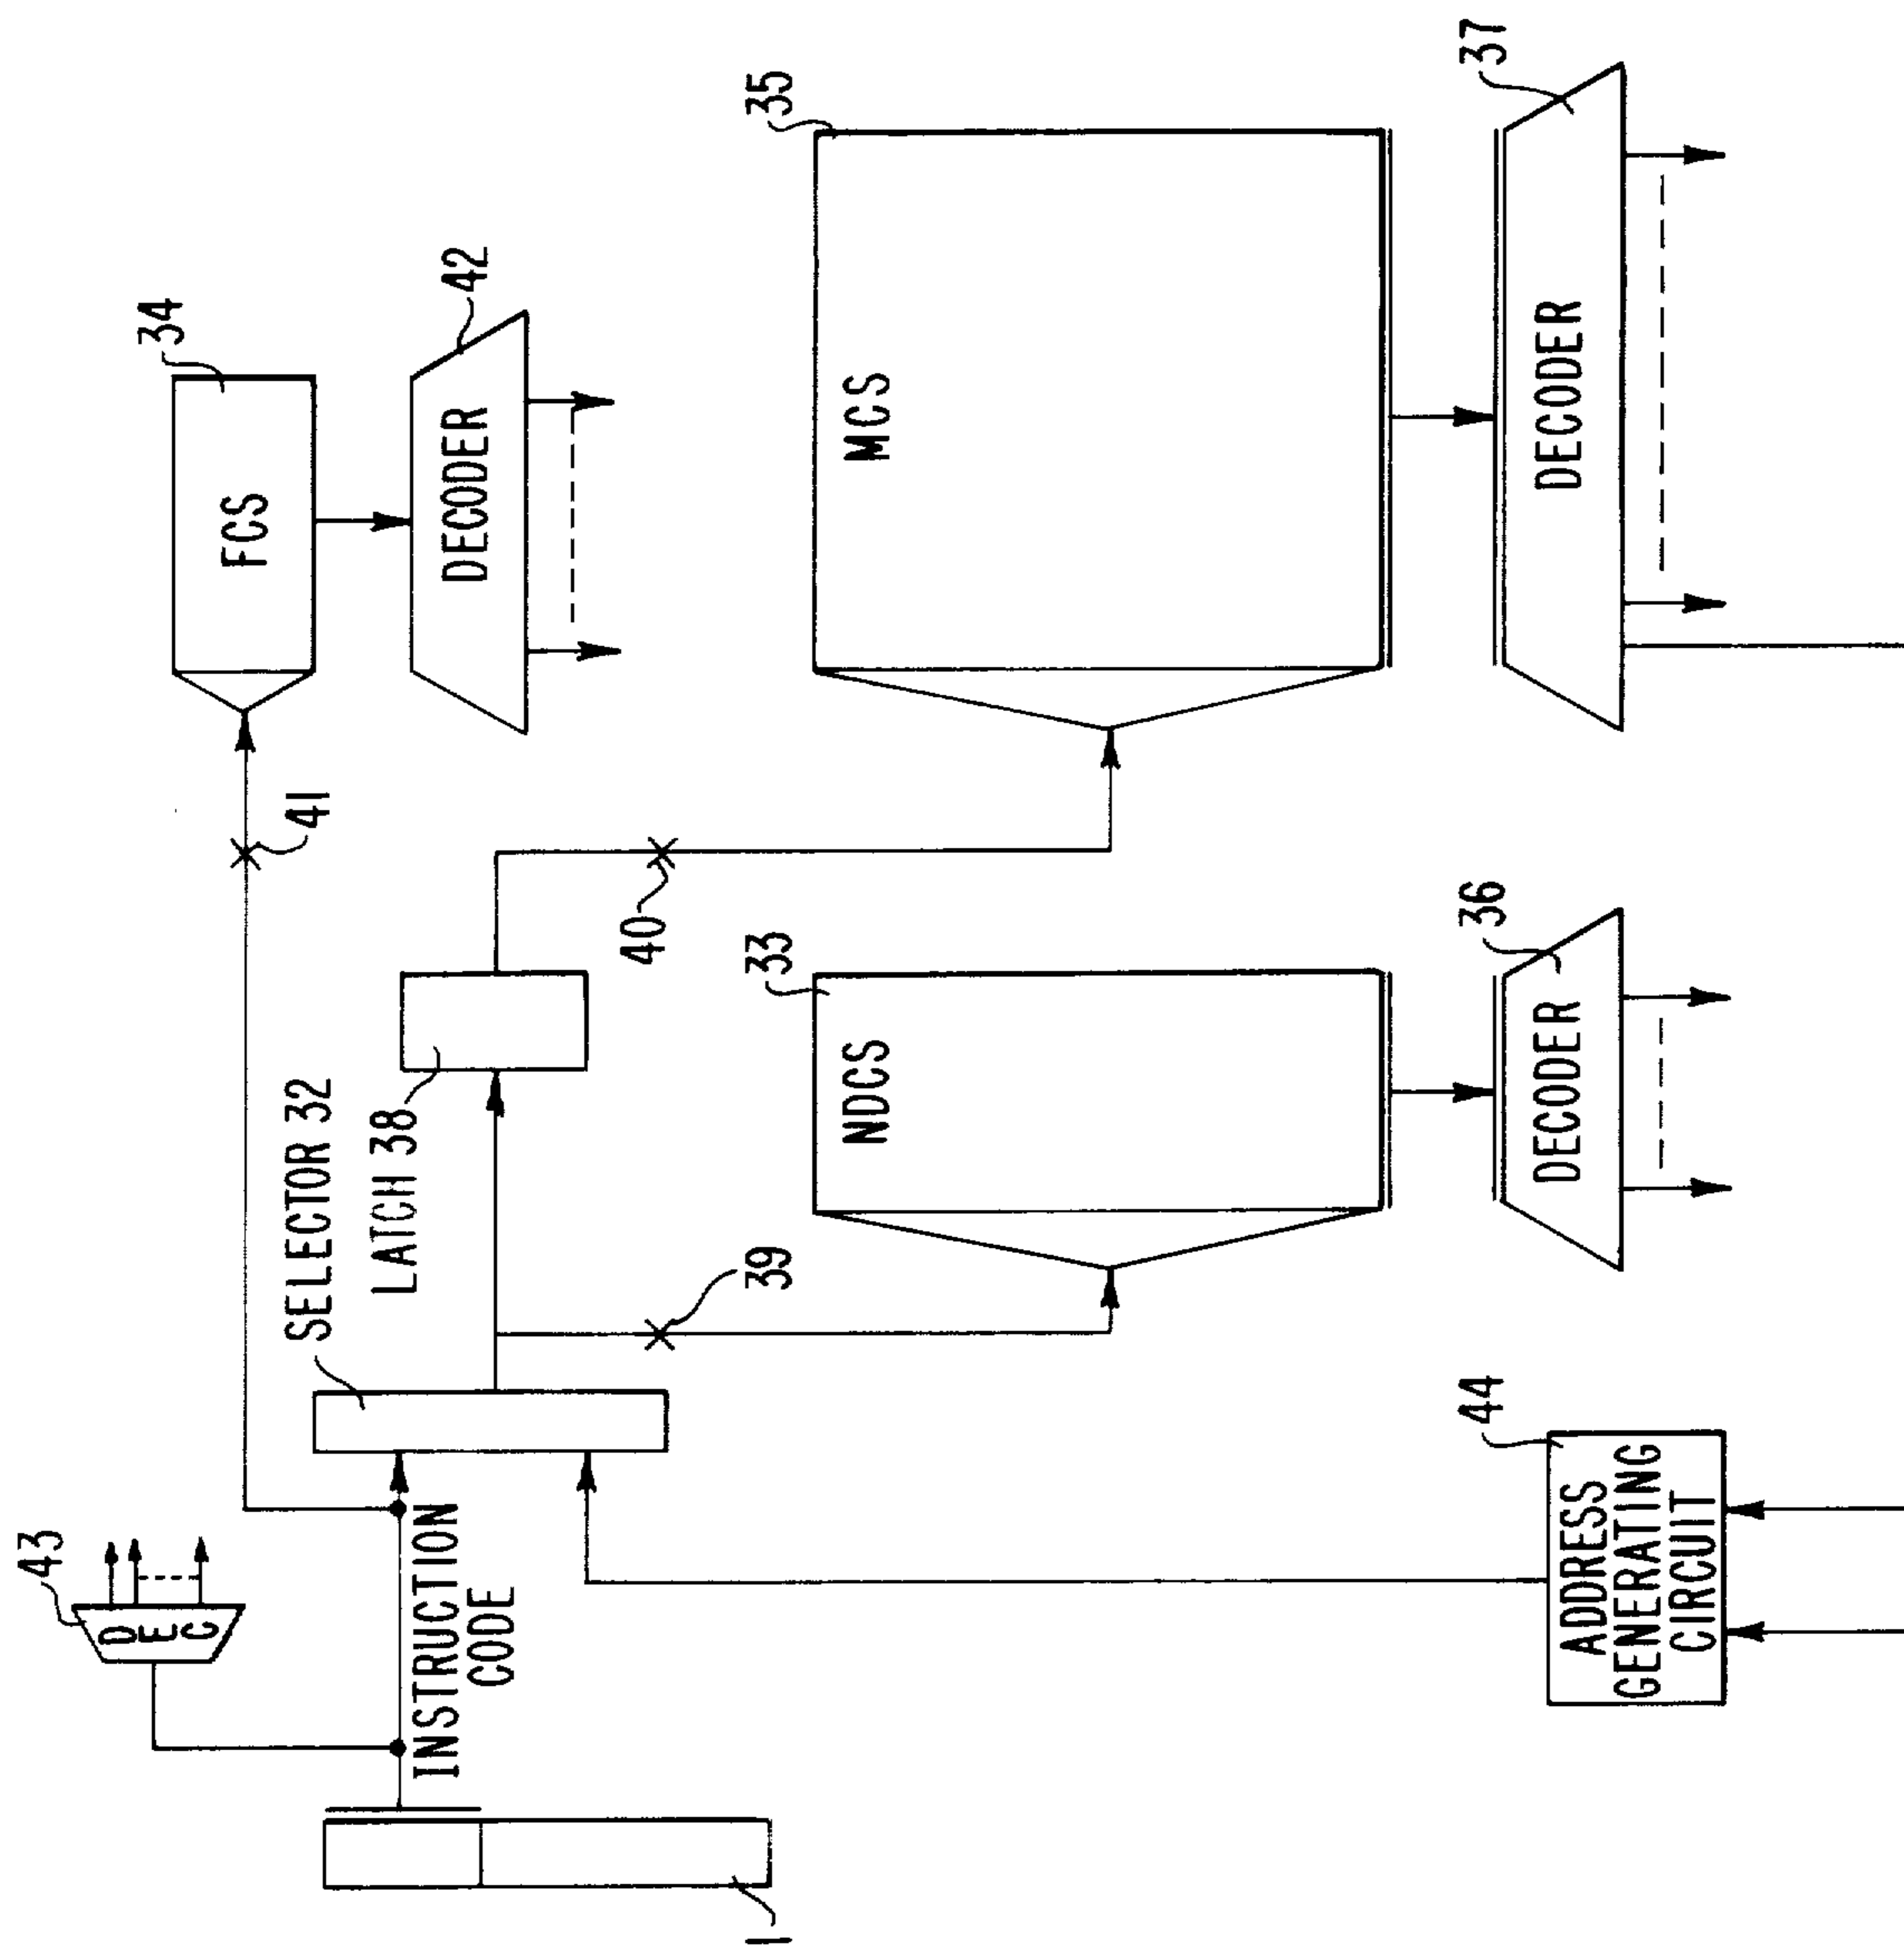 43
DEC
INSTRUCTION
CODE
1
SELECTOR 32
LATCH 38
41
34
FCS
42
DECODER
39
40
33
NDCS
35
MCS
36
DECODER
37
DECODER
44
ADDRESS
GENERATING
CIRCUIT